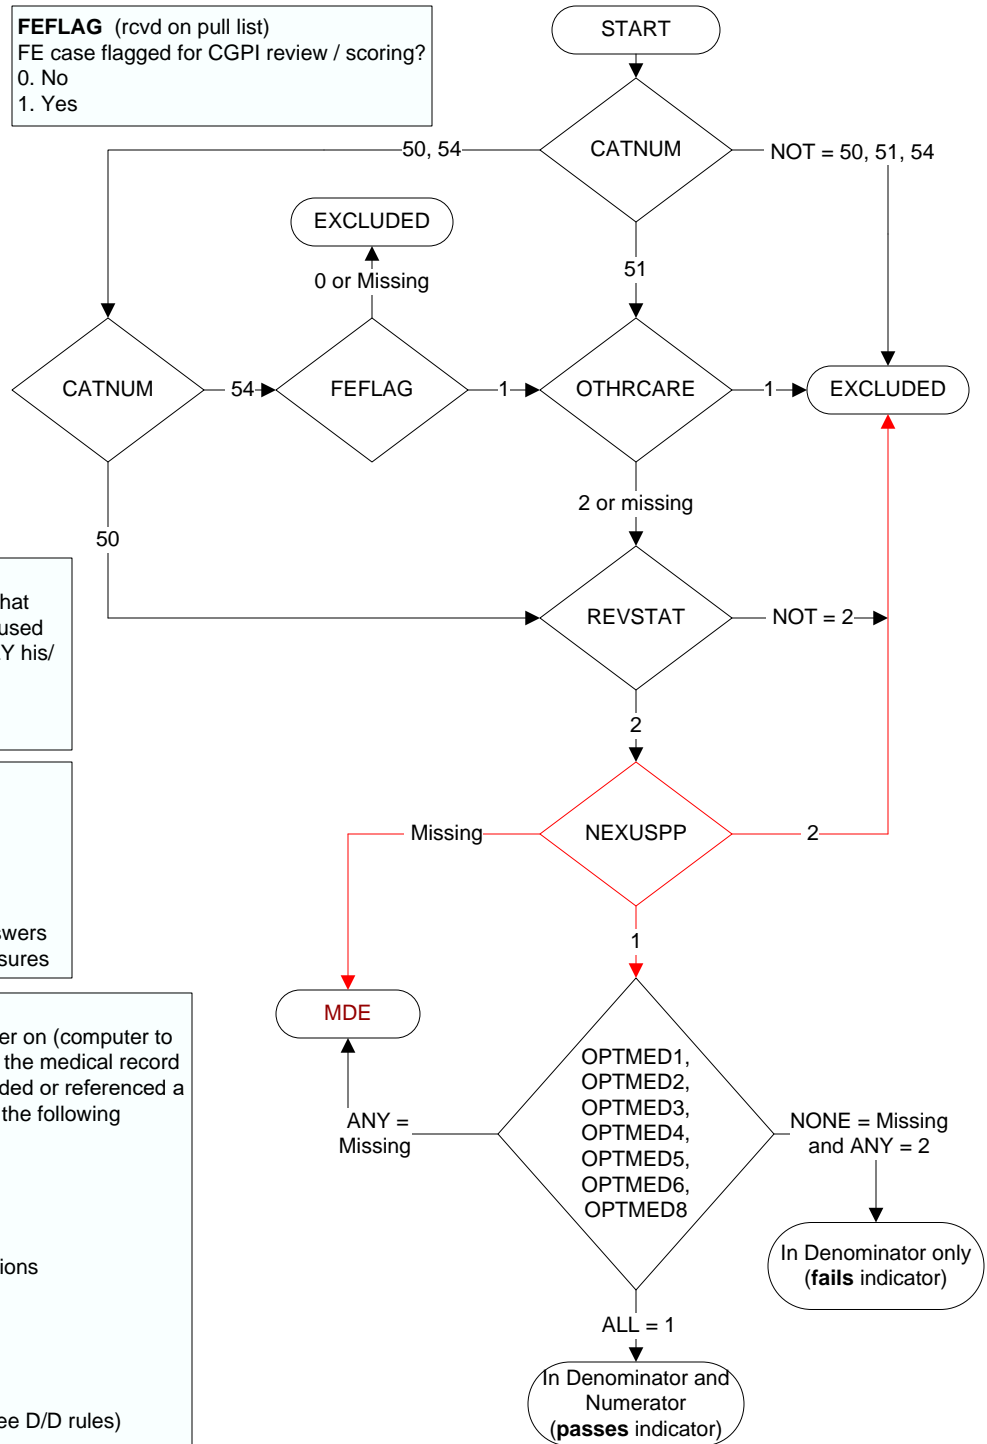 FEFLAG (rcvd on pull list)
FE case flagged for CGPI review / scoring?
0. No
1. Yes
START
CATNUM
50, 54
NOT = 50, 51, 54
EXCLUDED
0 or Missing
51
CATNUM
54
FEFLAG
1
OTHRCARE
1
EXCLUDED
2 or missing
50
REVSTAT
NOT = 2
hat
used
Y his/
2
NEXUSPP
Missing
2
1
swers
sures
MDE
er on (computer to
the medical record
ded or referenced a
the following
ions
ee D/D rules)
OPTMED1,
OPTMED2,
OPTMED3,
OPTMED4,
OPTMED5,
OPTMED6,
OPTMED8
ANY =
Missing
NONE = Missing
and ANY = 2
In Denominator only
(fails indicator)
ALL = 1
In Denominator and
Numerator
(passes indicator)